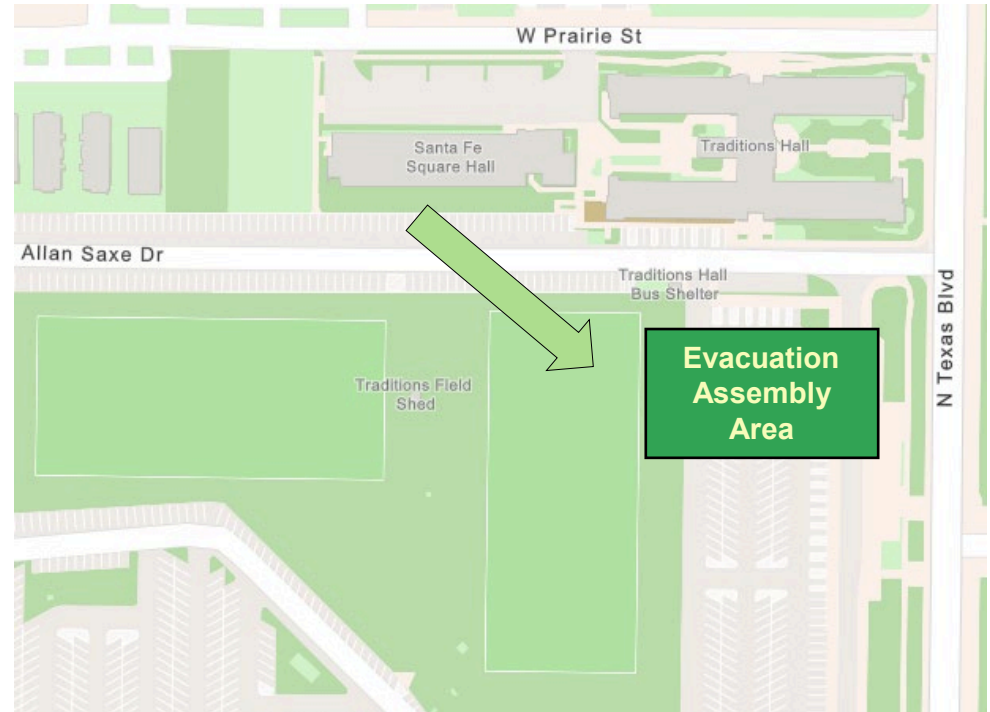 W Prairie St
Santa Fe
Square Hall
Traditions Hall
Allan Saxe Dr
Traditions Hall
Bus Shelter
N Texas Blvd
Evacuation
Assembly
Area
Traditions Field
Shed